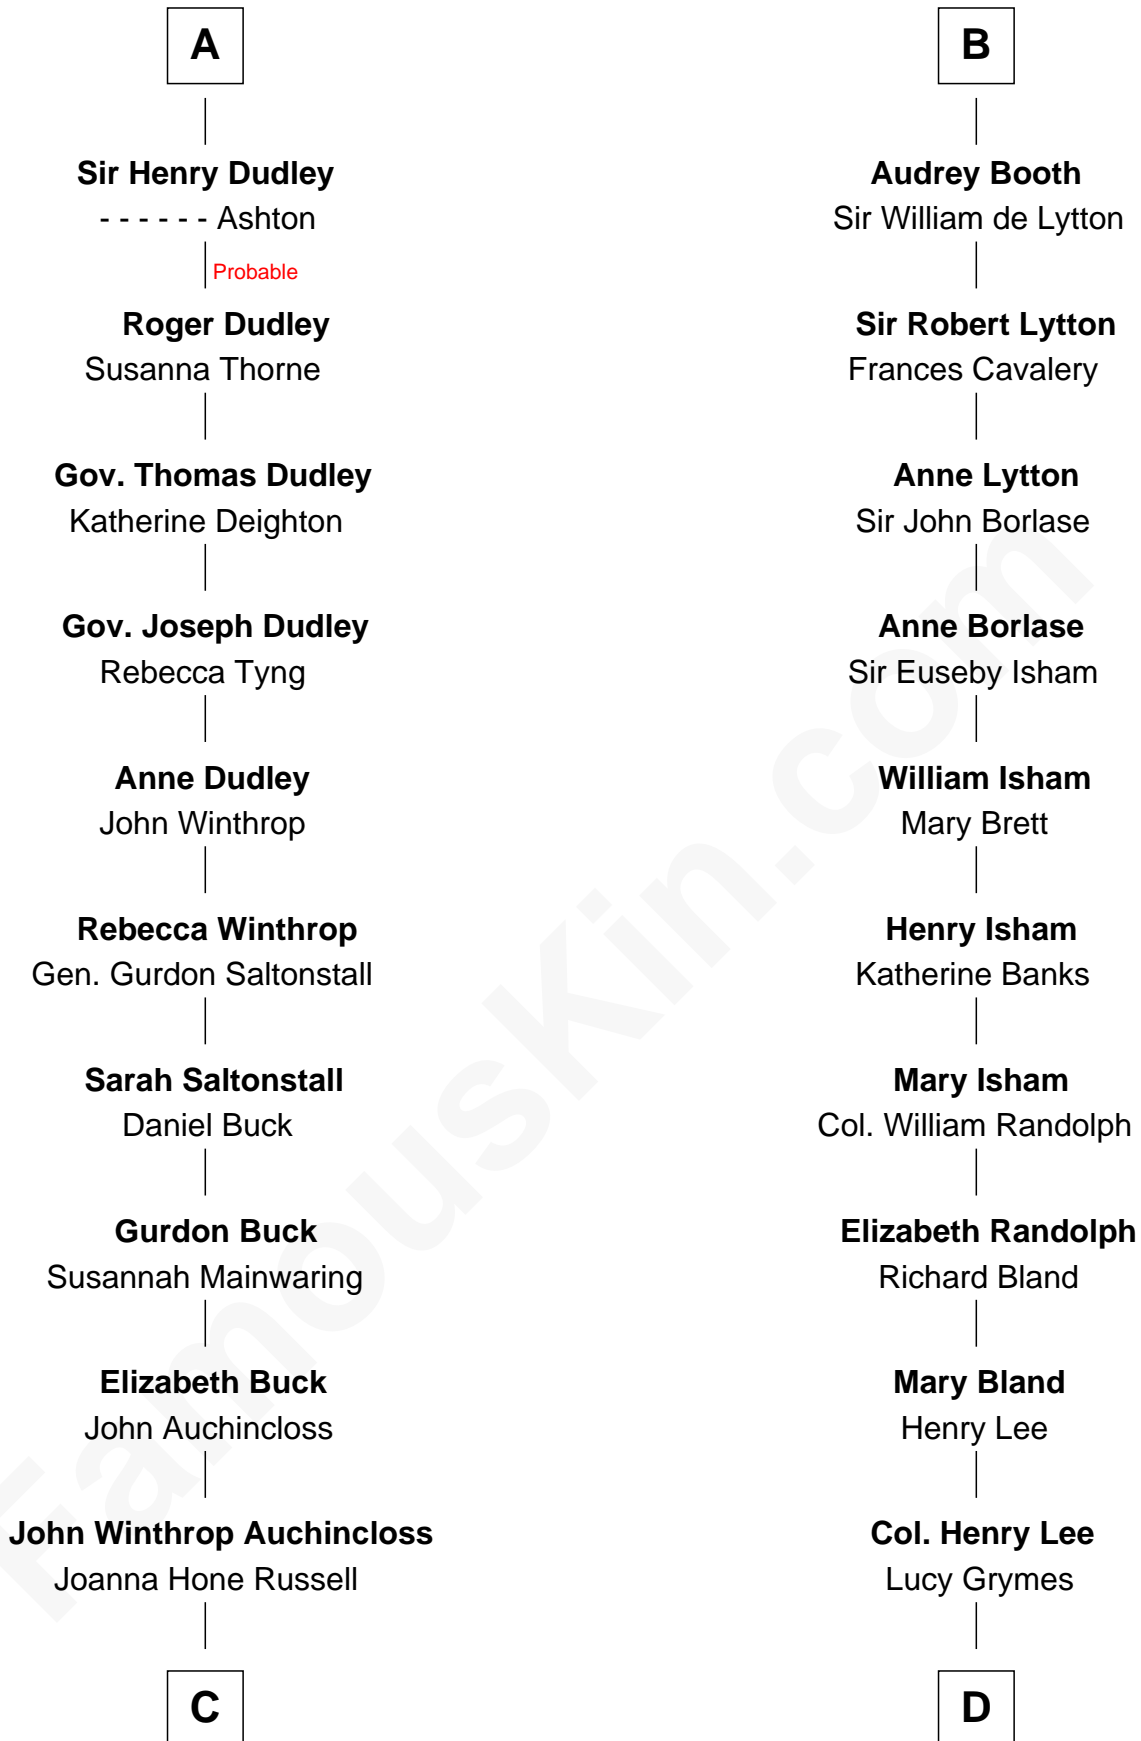 A
Sir Henry Dudley
- - - - - - Ashton
Probable
Roger Dudley
Susanna Thorne
Gov. Thomas Dudley
Katherine Deighton
Gov. Joseph Dudley
Rebecca Tyng
Anne Dudley
John Winthrop
Rebecca Winthrop
Gen. Gurdon Saltonstall
Sarah Saltonstall
Daniel Buck
Gurdon Buck
Susannah Mainwaring
Elizabeth Buck
John Auchincloss
John Winthrop Auchincloss
Joanna Hone Russell
C
B
Audrey Booth
Sir William de Lytton
Sir Robert Lytton
Frances Cavalery
Anne Lytton
Sir John Borlase
Anne Borlase
Sir Euseby Isham
William Isham
Mary Brett
Henry Isham
Katherine Banks
Mary Isham
Col. William Randolph
Elizabeth Randolph
Richard Bland
Mary Bland
Henry Lee
Col. Henry Lee
Lucy Grymes
D
FamousKin.com